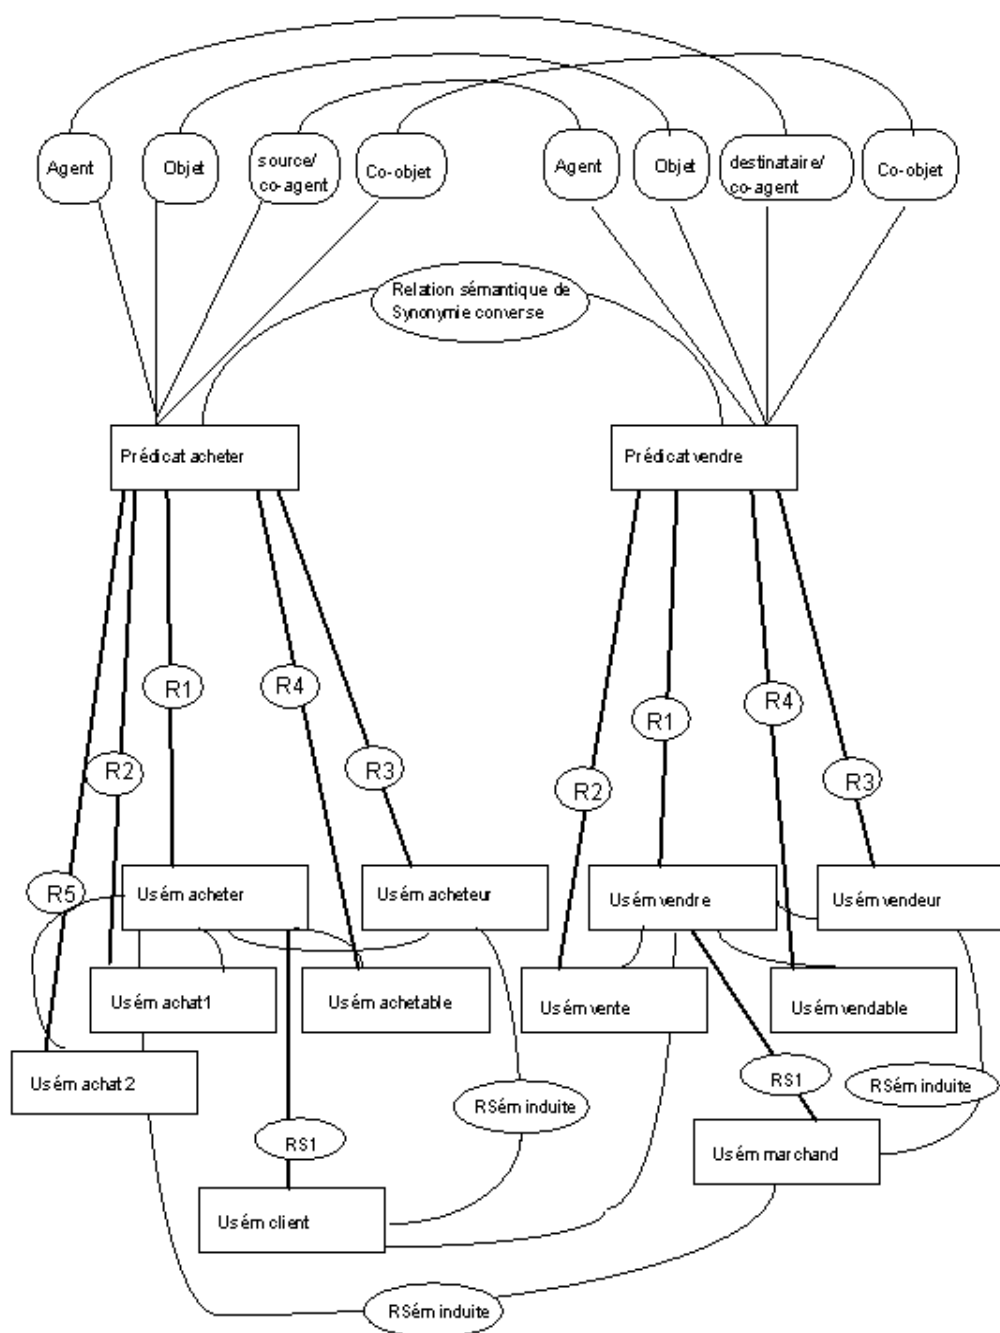 Agent
Objet
source/
co-agent
Co-objet
Agent
Objet
destinataire/
co-agent
Co-objet
Relation sémantique de
Synonymie converse
Prédicat acheter
Prédicat vendre
R1
R4
R2
R3
R5
R1
R4
R2
R3
Usém acheter
Usém acheteur
Usém vendre
Usém vendeur
Usém achat1
Usém achetable
Usém vente
Usém vendable
Usém achat 2
RSém induite
RS1
RSém induite
RS1
Usém marchand
Usém client
RSém induite